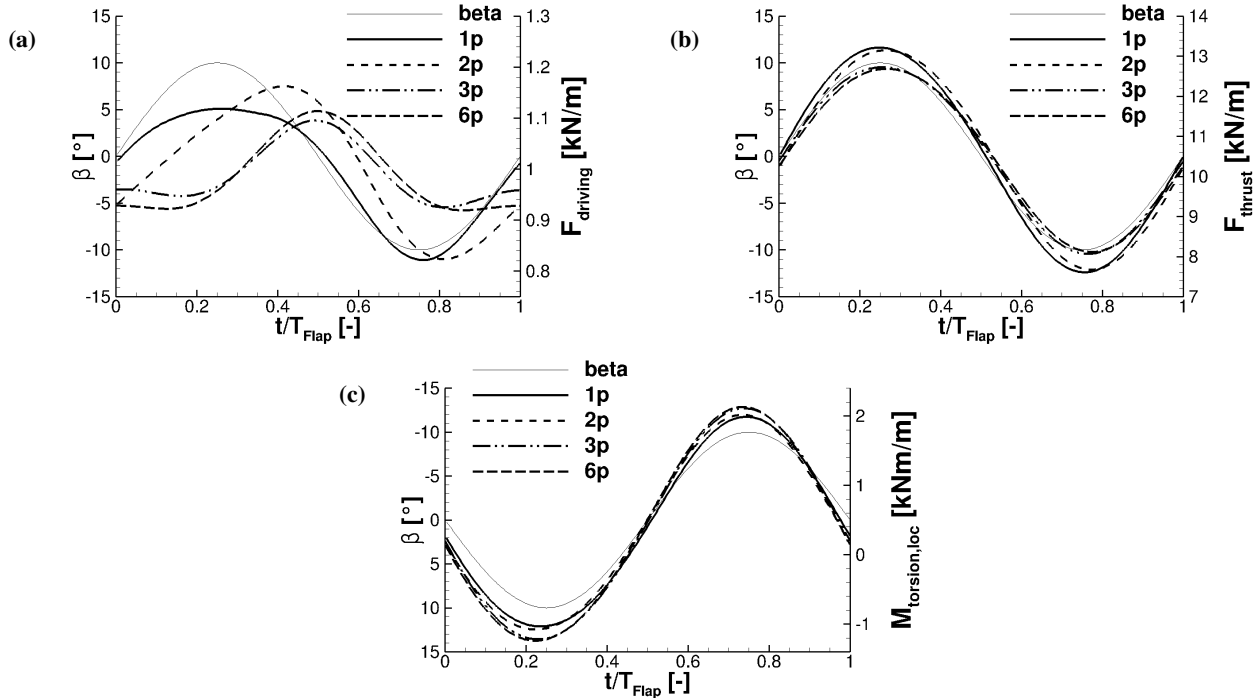 (a)
beta
1p
2p
3p
6p
15
10
5
0
-5
-10
-15
β [°]
1.3
1.2
1.1
1
0.9
0.8
F_driving [kN/m]
0 0.2 0.4 0.6 0.8 1
t/T_Flap [-]
(b)
beta
1p
2p
3p
6p
15
10
5
0
-5
-10
-15
β [°]
14
13
12
11
10
9
8
7
F_thrust [kN/m]
0 0.2 0.4 0.6 0.8 1
t/T_Flap [-]
(c)
beta
1p
2p
3p
6p
-15
-10
-5
0
5
10
15
β [°]
2
1
0
-1
M_torsion,loc [kNm/m]
0 0.2 0.4 0.6 0.8 1
t/T_Flap [-]